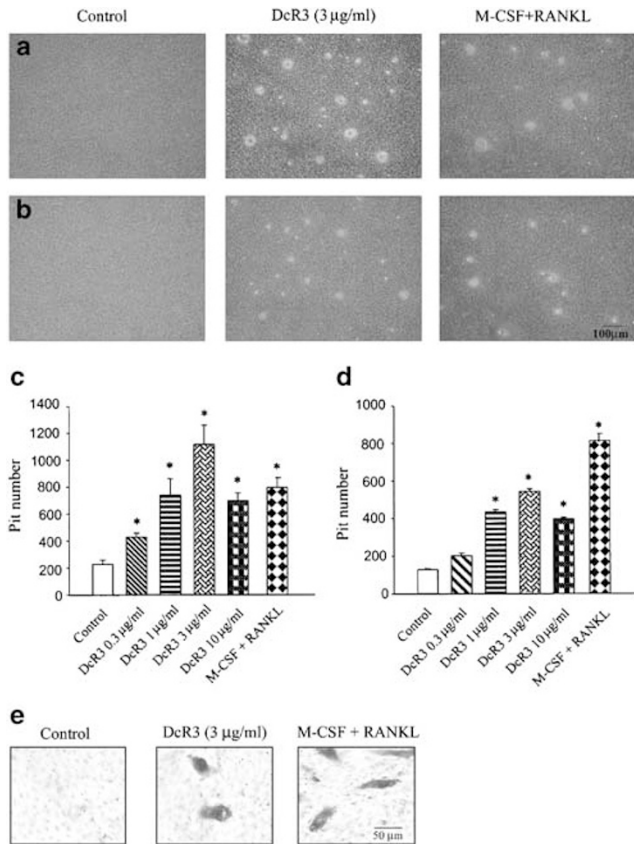 Control DcR3 (3 µg/ml) M-CSF+RANKL
a
b
100µm
c
d
1400
1200
1000
800
600
400
200
0
Pit number
* * * * *
Control
DcR3 0.3 µg/ml
DcR3 1 µg/ml
DcR3 3 µg/ml
DcR3 10 µg/ml
M-CSF + RANKL
1000
800
600
400
200
0
Pit number
* * * *
Control
DcR3 0.3 µg/ml
DcR3 1 µg/ml
DcR3 3 µg/ml
DcR3 10 µg/ml
M-CSF + RANKL
e
Control DcR3 (3 µg/ml) M-CSF + RANKL
50 µm